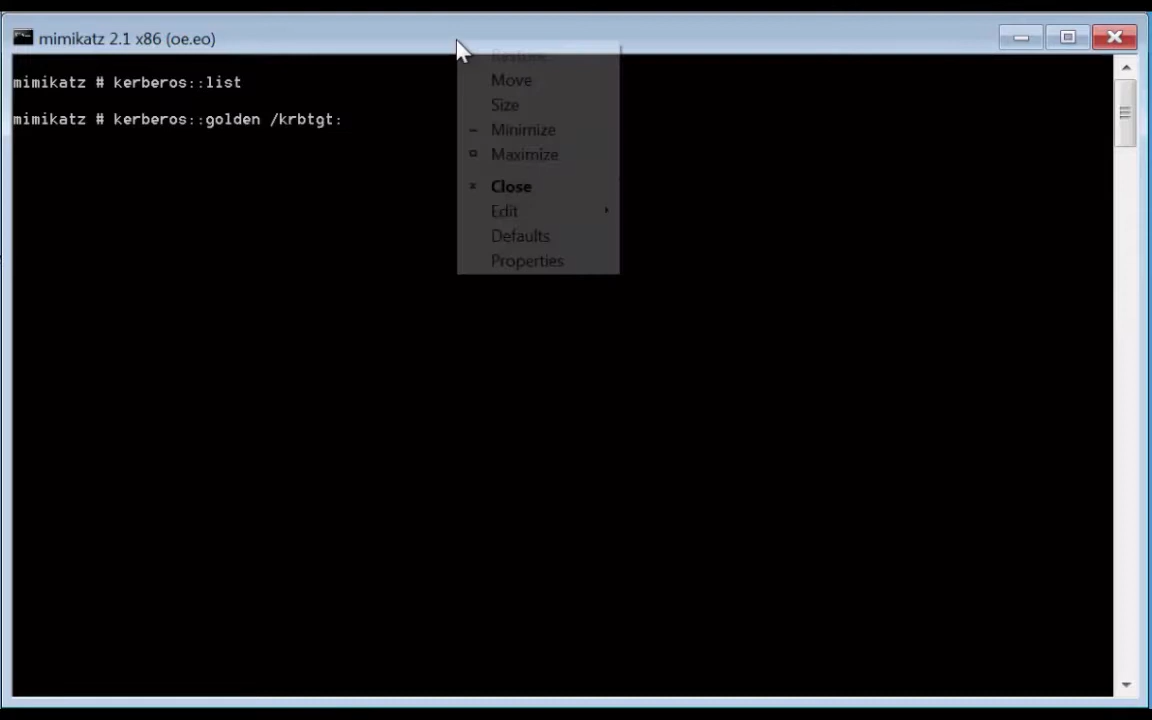 mimikatz 2.1 x86 (oe.eo)
mimikatz # kerberos::list
mimikatz # kerberos::golden /krbtgt:
Restore
Move
Size
Minimize
Maximize
Close
Edit
Defaults
Properties